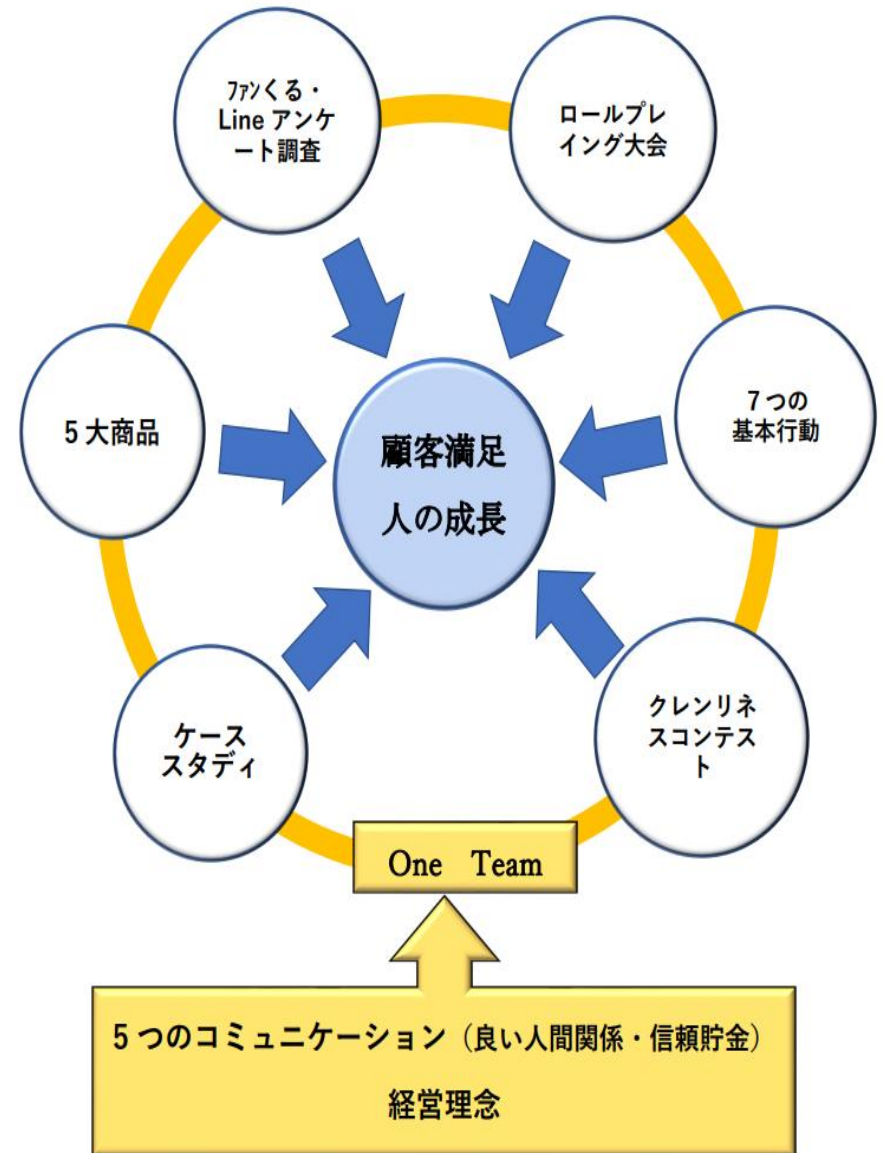 ﾌｧﾝくる・
Line アンケ
ート調査
ロールプレ
イング大会
5 大商品
7 つの
基本行動
顧客満足
人の成長
ケース
スタディ
クレンリネ
スコンテス
ト
One　Team
5 つのコミュニケーション（良い人間関係・信頼貯金）
経営理念